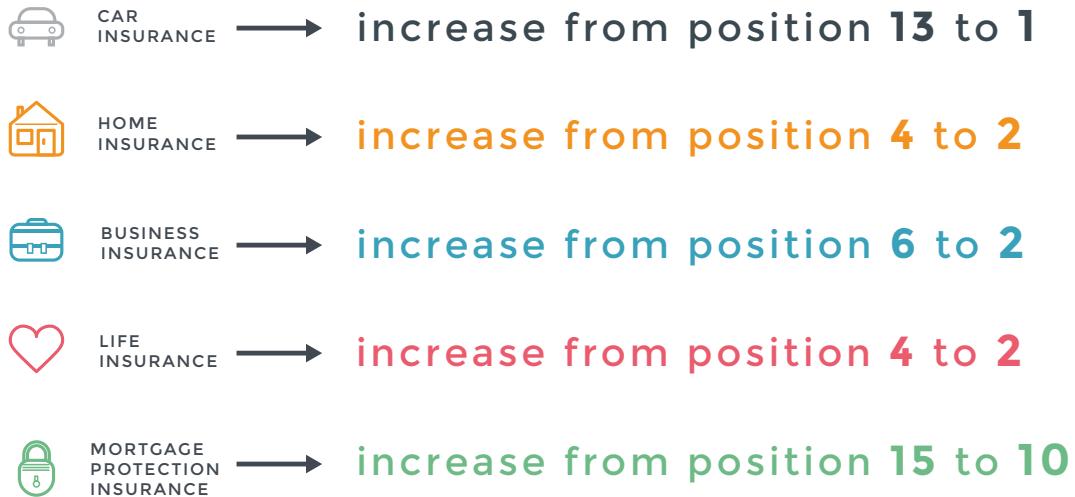 CAR
INSURANCE
increase from position 13 to 1
HOME
INSURANCE
increase from position 4 to 2
BUSINESS
INSURANCE
increase from position 6 to 2
LIFE
INSURANCE
increase from position 4 to 2
MORTGAGE
PROTECTION
INSURANCE
increase from position 15 to 10